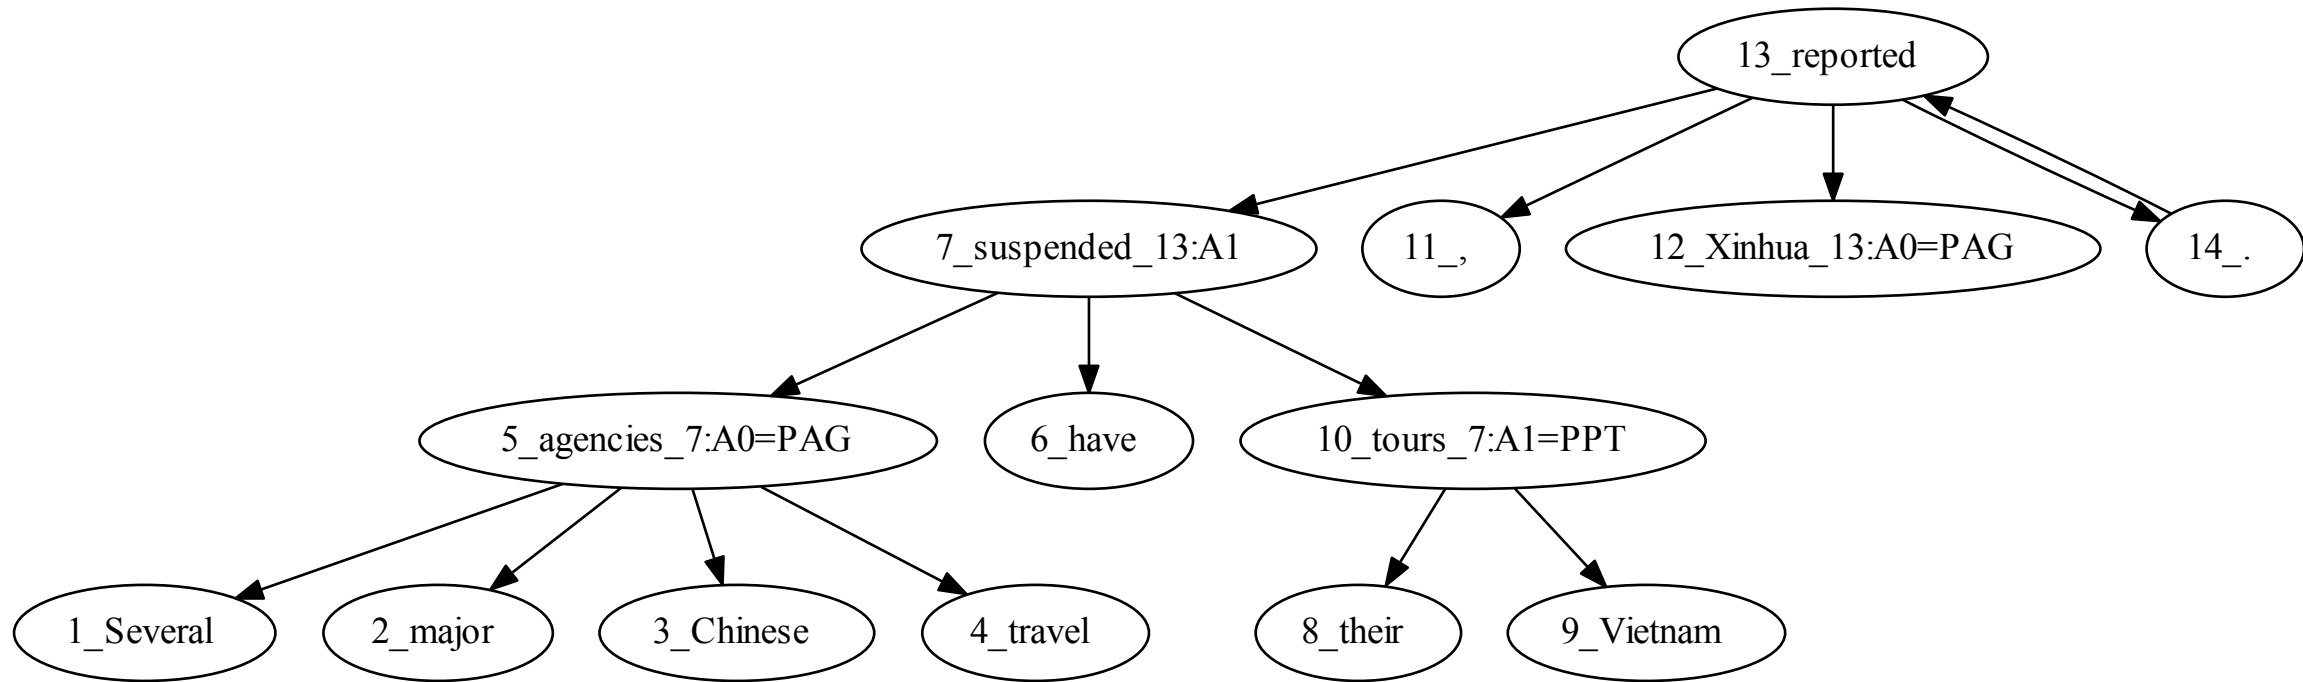 13_reported
7_suspended_13:A1
11_,
12_Xinhua_13:A0=PAG
14_.
5_agencies_7:A0=PAG
6_have
10_tours_7:A1=PPT
1_Several
2_major
3_Chinese
4_travel
8_their
9_Vietnam